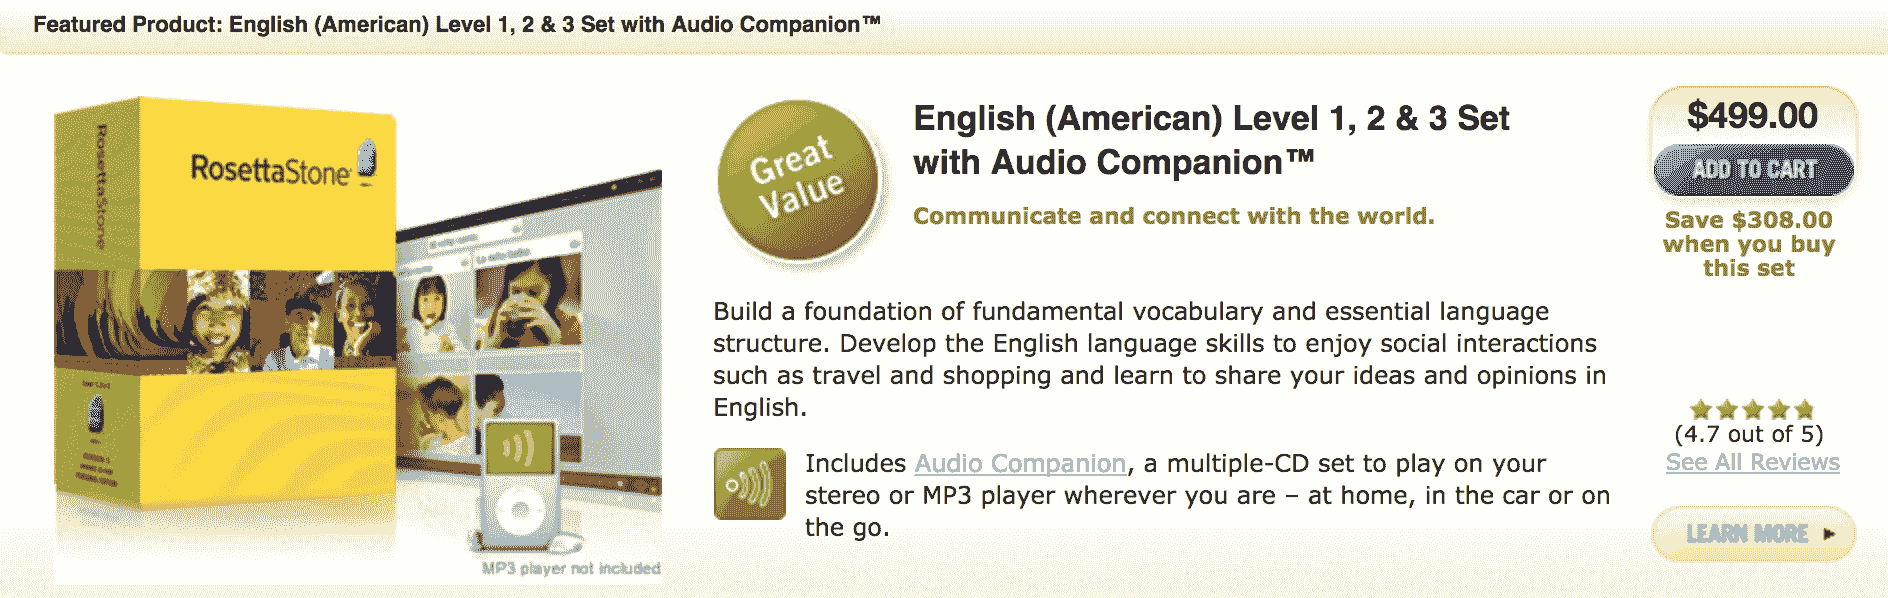 Featured Product: English (American) Level 1, 2 & 3 Set with Audio Companion™
RosettaStone
RosettaStone
MP3 player not included
Great
Value
English (American) Level 1, 2 & 3 Set
with Audio Companion™
Communicate and connect with the world.
Build a foundation of fundamental vocabulary and essential language
structure. Develop the English language skills to enjoy social interactions
such as travel and shopping and learn to share your ideas and opinions in
English.
Includes Audio Companion, a multiple-CD set to play on your
stereo or MP3 player wherever you are – at home, in the car or on
the go.
$499.00
ADD TO CART
Save $308.00
when you buy
this set
(4.7 out of 5)
See All Reviews
LEARN MORE